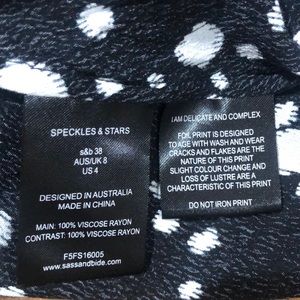 SPECKLES & STARS
s&b 38
AUS/UK 8
US 4
DESIGNED IN AUSTRALIA
MADE IN CHINA
MAIN: 100% VISCOSE RAYON
CONTRAST: 100% VISCOSE RAYON
F5FS16005
www.sassandbide.com
I AM DELICATE AND COMPLEX
FOIL PRINT IS DESIGNED
TO AGE WITH WASH AND WEAR
CRACKS AND FLAKES ARE THE
NATURE OF THIS PRINT
SLIGHT COLOUR CHANGE AND
LOSS OF LUSTRE ARE A
CHARACTERISTIC OF THIS PRINT
DO NOT IRON PRINT